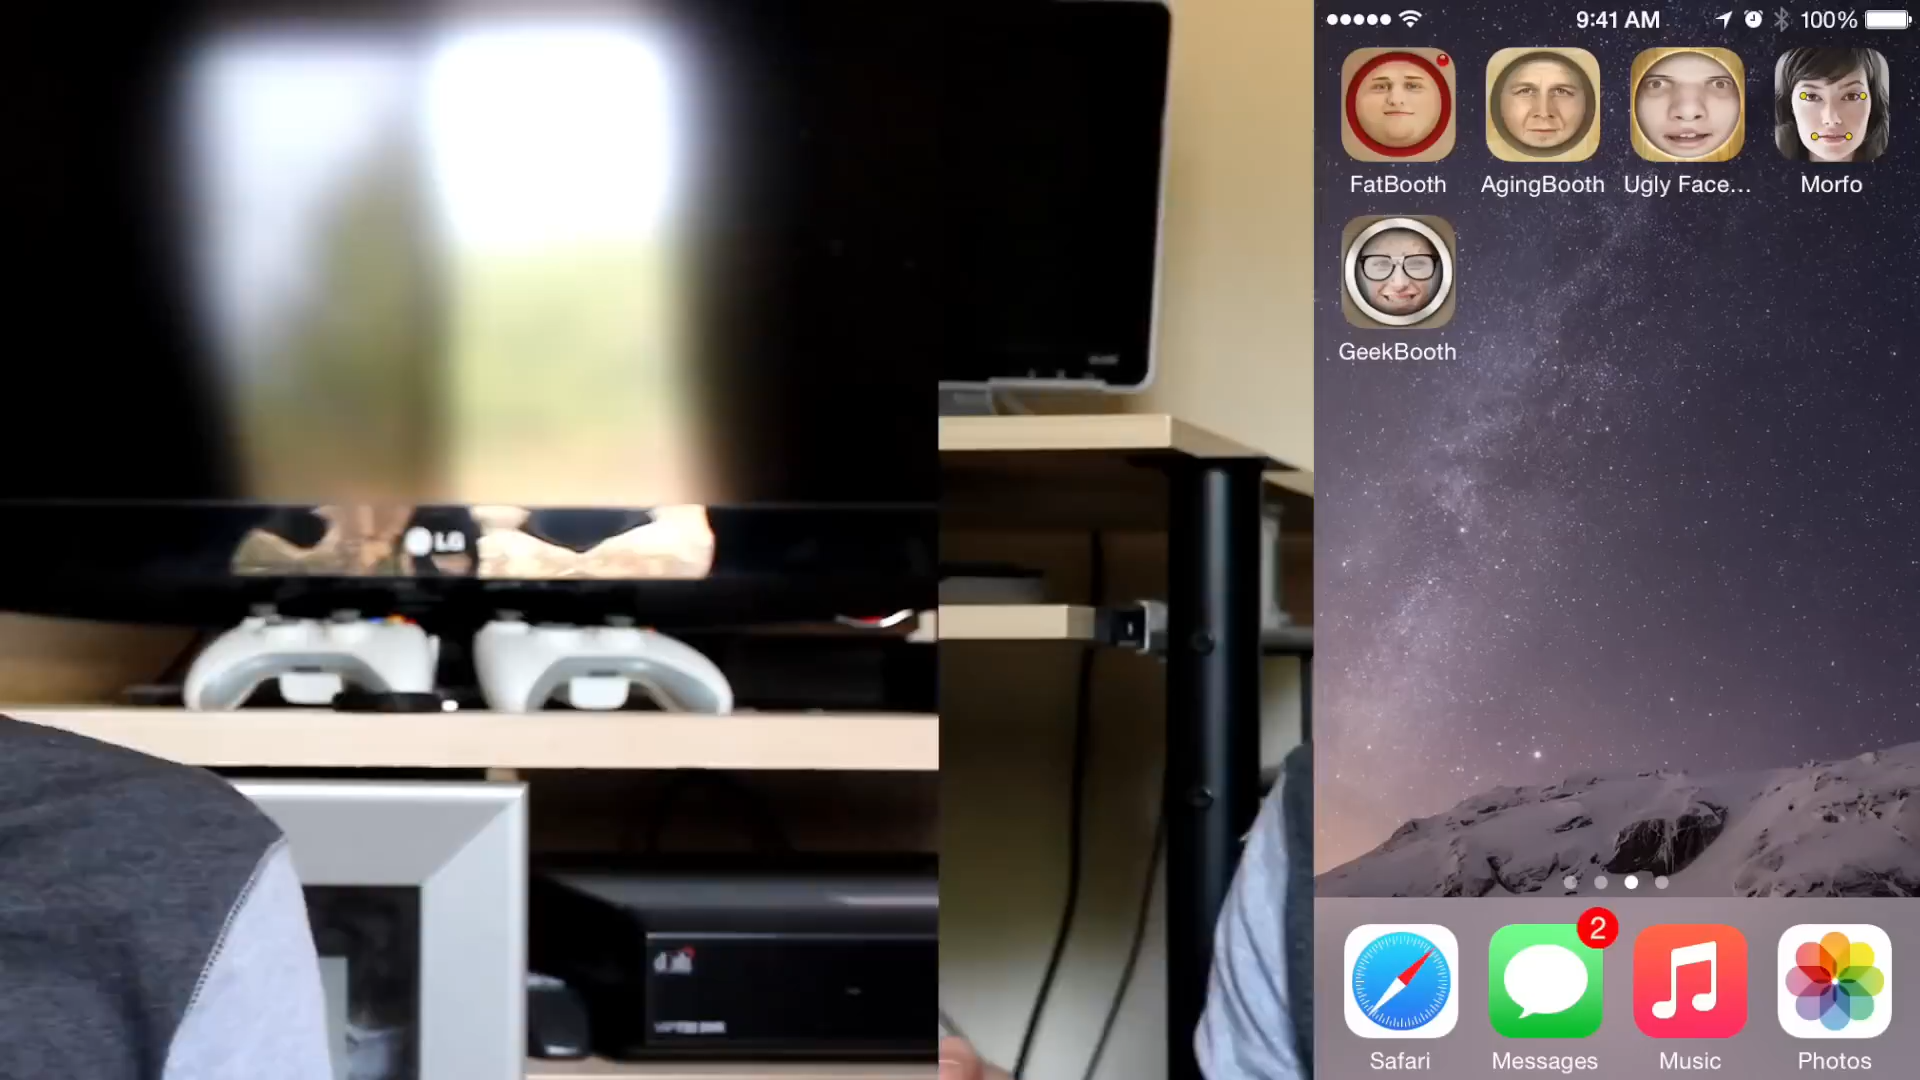 9:41 AM
100%
FatBooth
AgingBooth
Ugly Face...
Morfo
GeekBooth
LG
2
Safari
Messages
Music
Photos